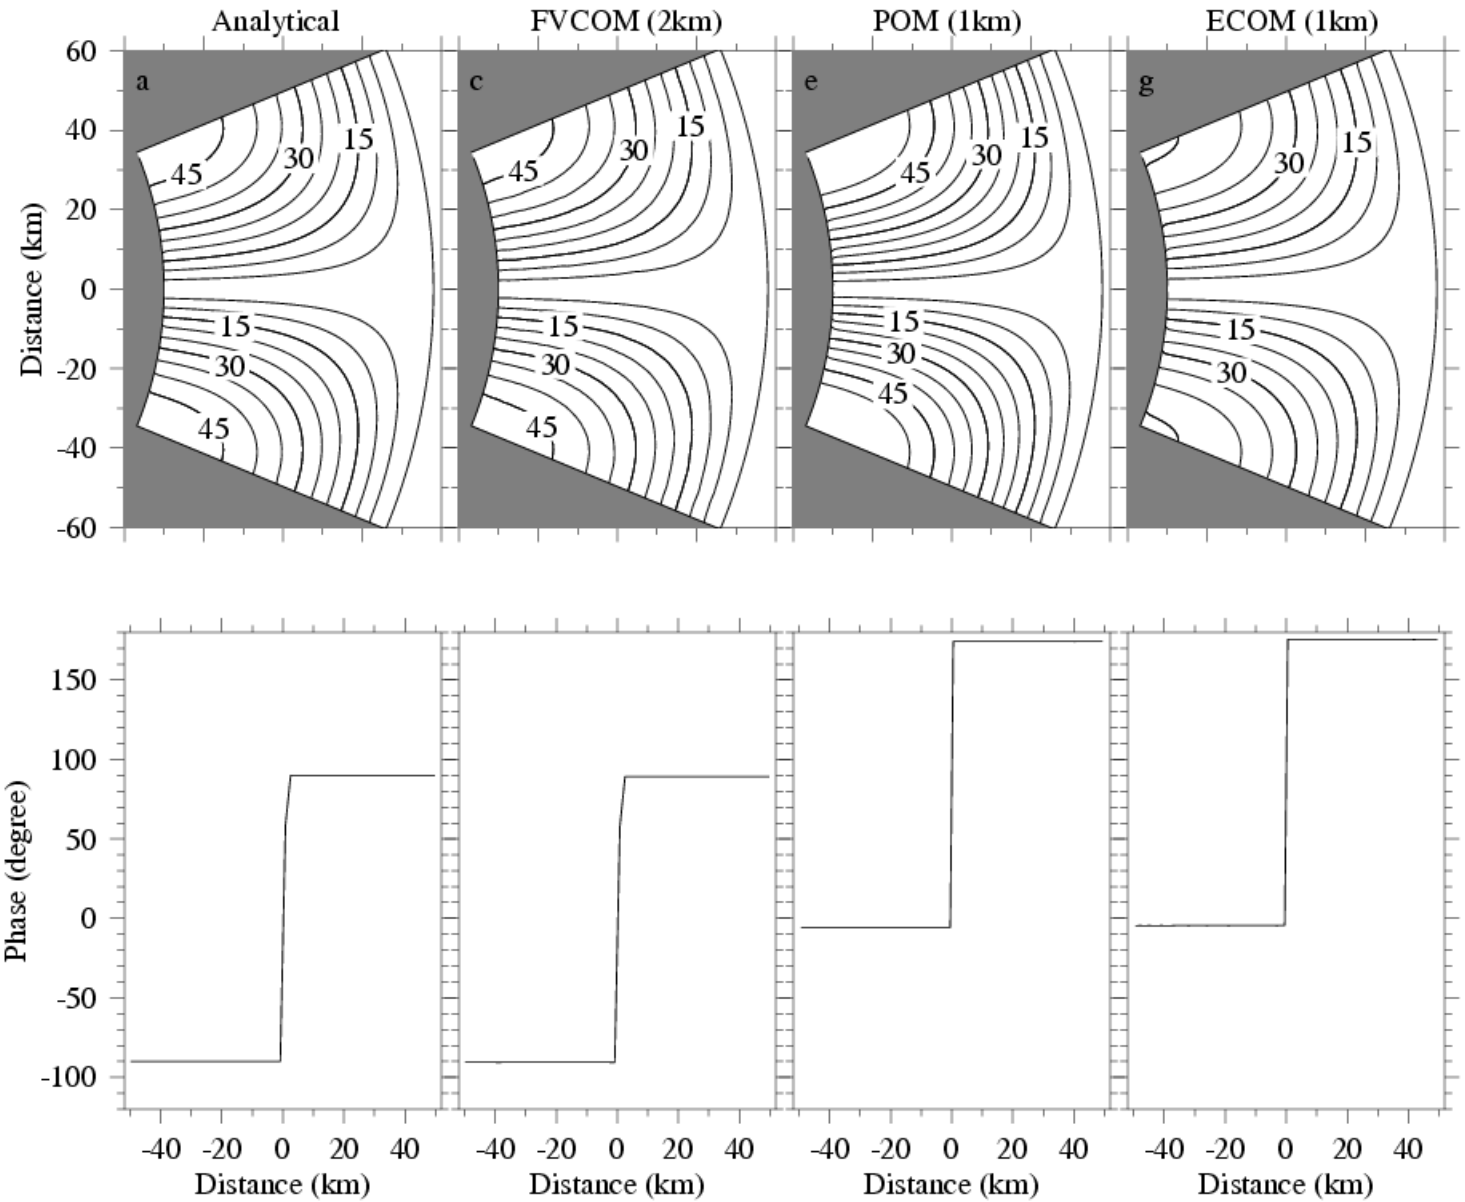 Analytical FVCOM (2km) POM (1km) ECOM (1km)
60
a c e g
40
15 15 15 15
30 30 30 30
45 45 45
20
Distance (km)
0
15 15 15 15
30 30 30 30
-20
45 45 45
-40
-60
150
100
50
Phase (degree)
0
-50
-100
-40 -20 0 20 40 -40 -20 0 20 40 -40 -20 0 20 40 -40 -20 0 20 40
Distance (km) Distance (km) Distance (km) Distance (km)